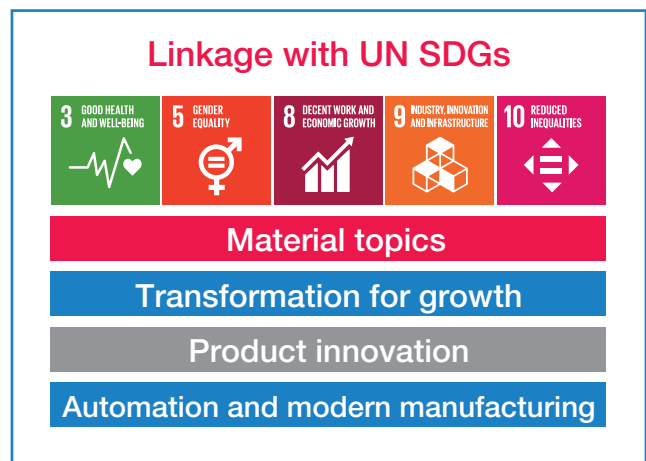 Linkage with UN SDGs
3 GOOD HEALTH
AND WELL-BEING
5 GENDER
EQUALITY
8 DECENT WORK AND
ECONOMIC GROWTH
9 INDUSTRY, INNOVATION
AND INFRASTRUCTURE
10 REDUCED
INEQUALITIES
Material topics
Transformation for growth
Product innovation
Automation and modern manufacturing